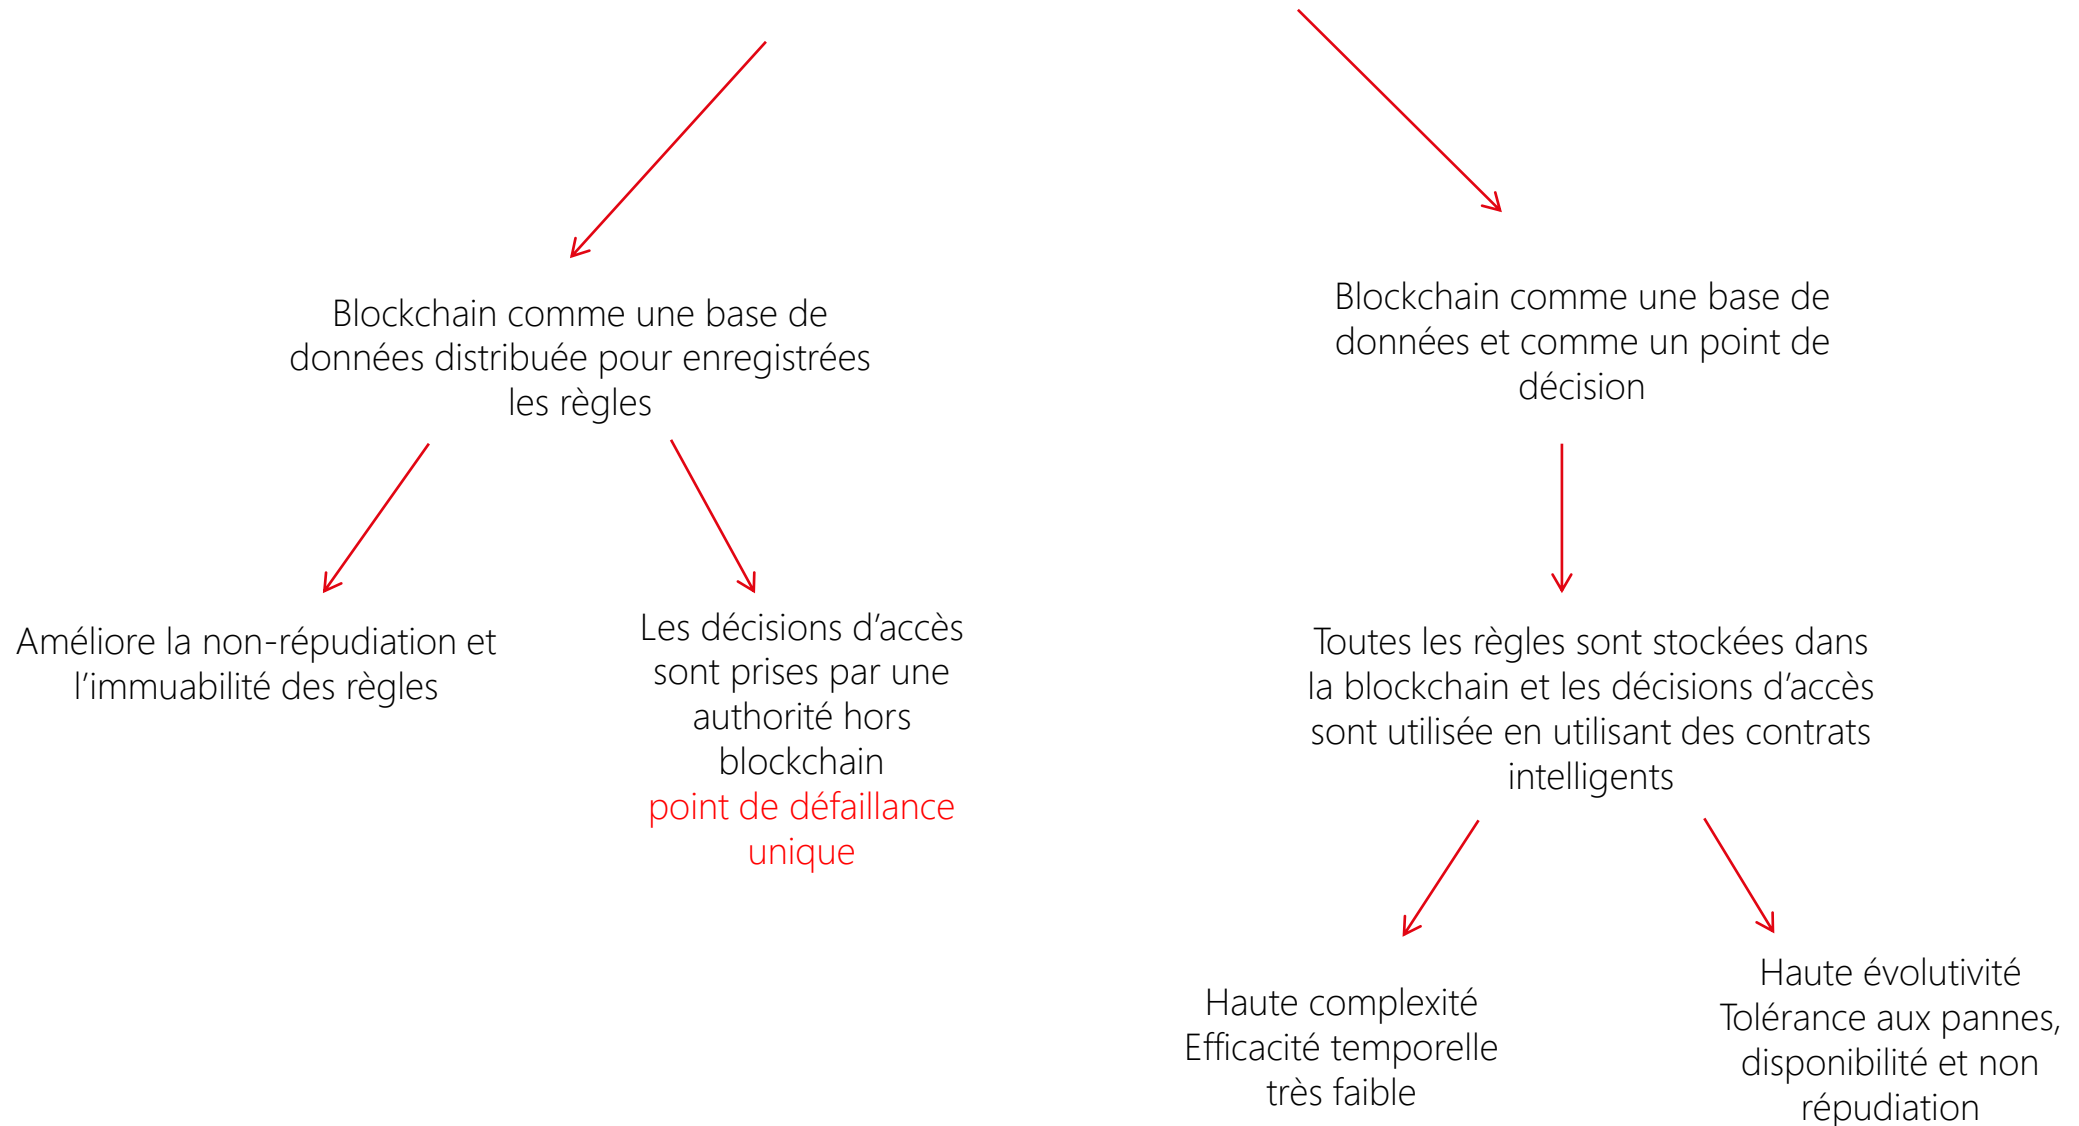 Blockchain comme une base de
données distribuée pour enregistrées
les règles
Blockchain comme une base de
données et comme un point de
décision
Améliore la non-répudiation et
l'immuabilité des règles
Les décisions d'accès
sont prises par une
authorité hors
blockchain
point de défaillance
unique
Toutes les règles sont stockées dans
la blockchain et les décisions d'accès
sont utilisée en utilisant des contrats
intelligents
Haute complexité
Efficacité temporelle
très faible
Haute évolutivité
Tolérance aux pannes,
disponibilité et non
répudiation